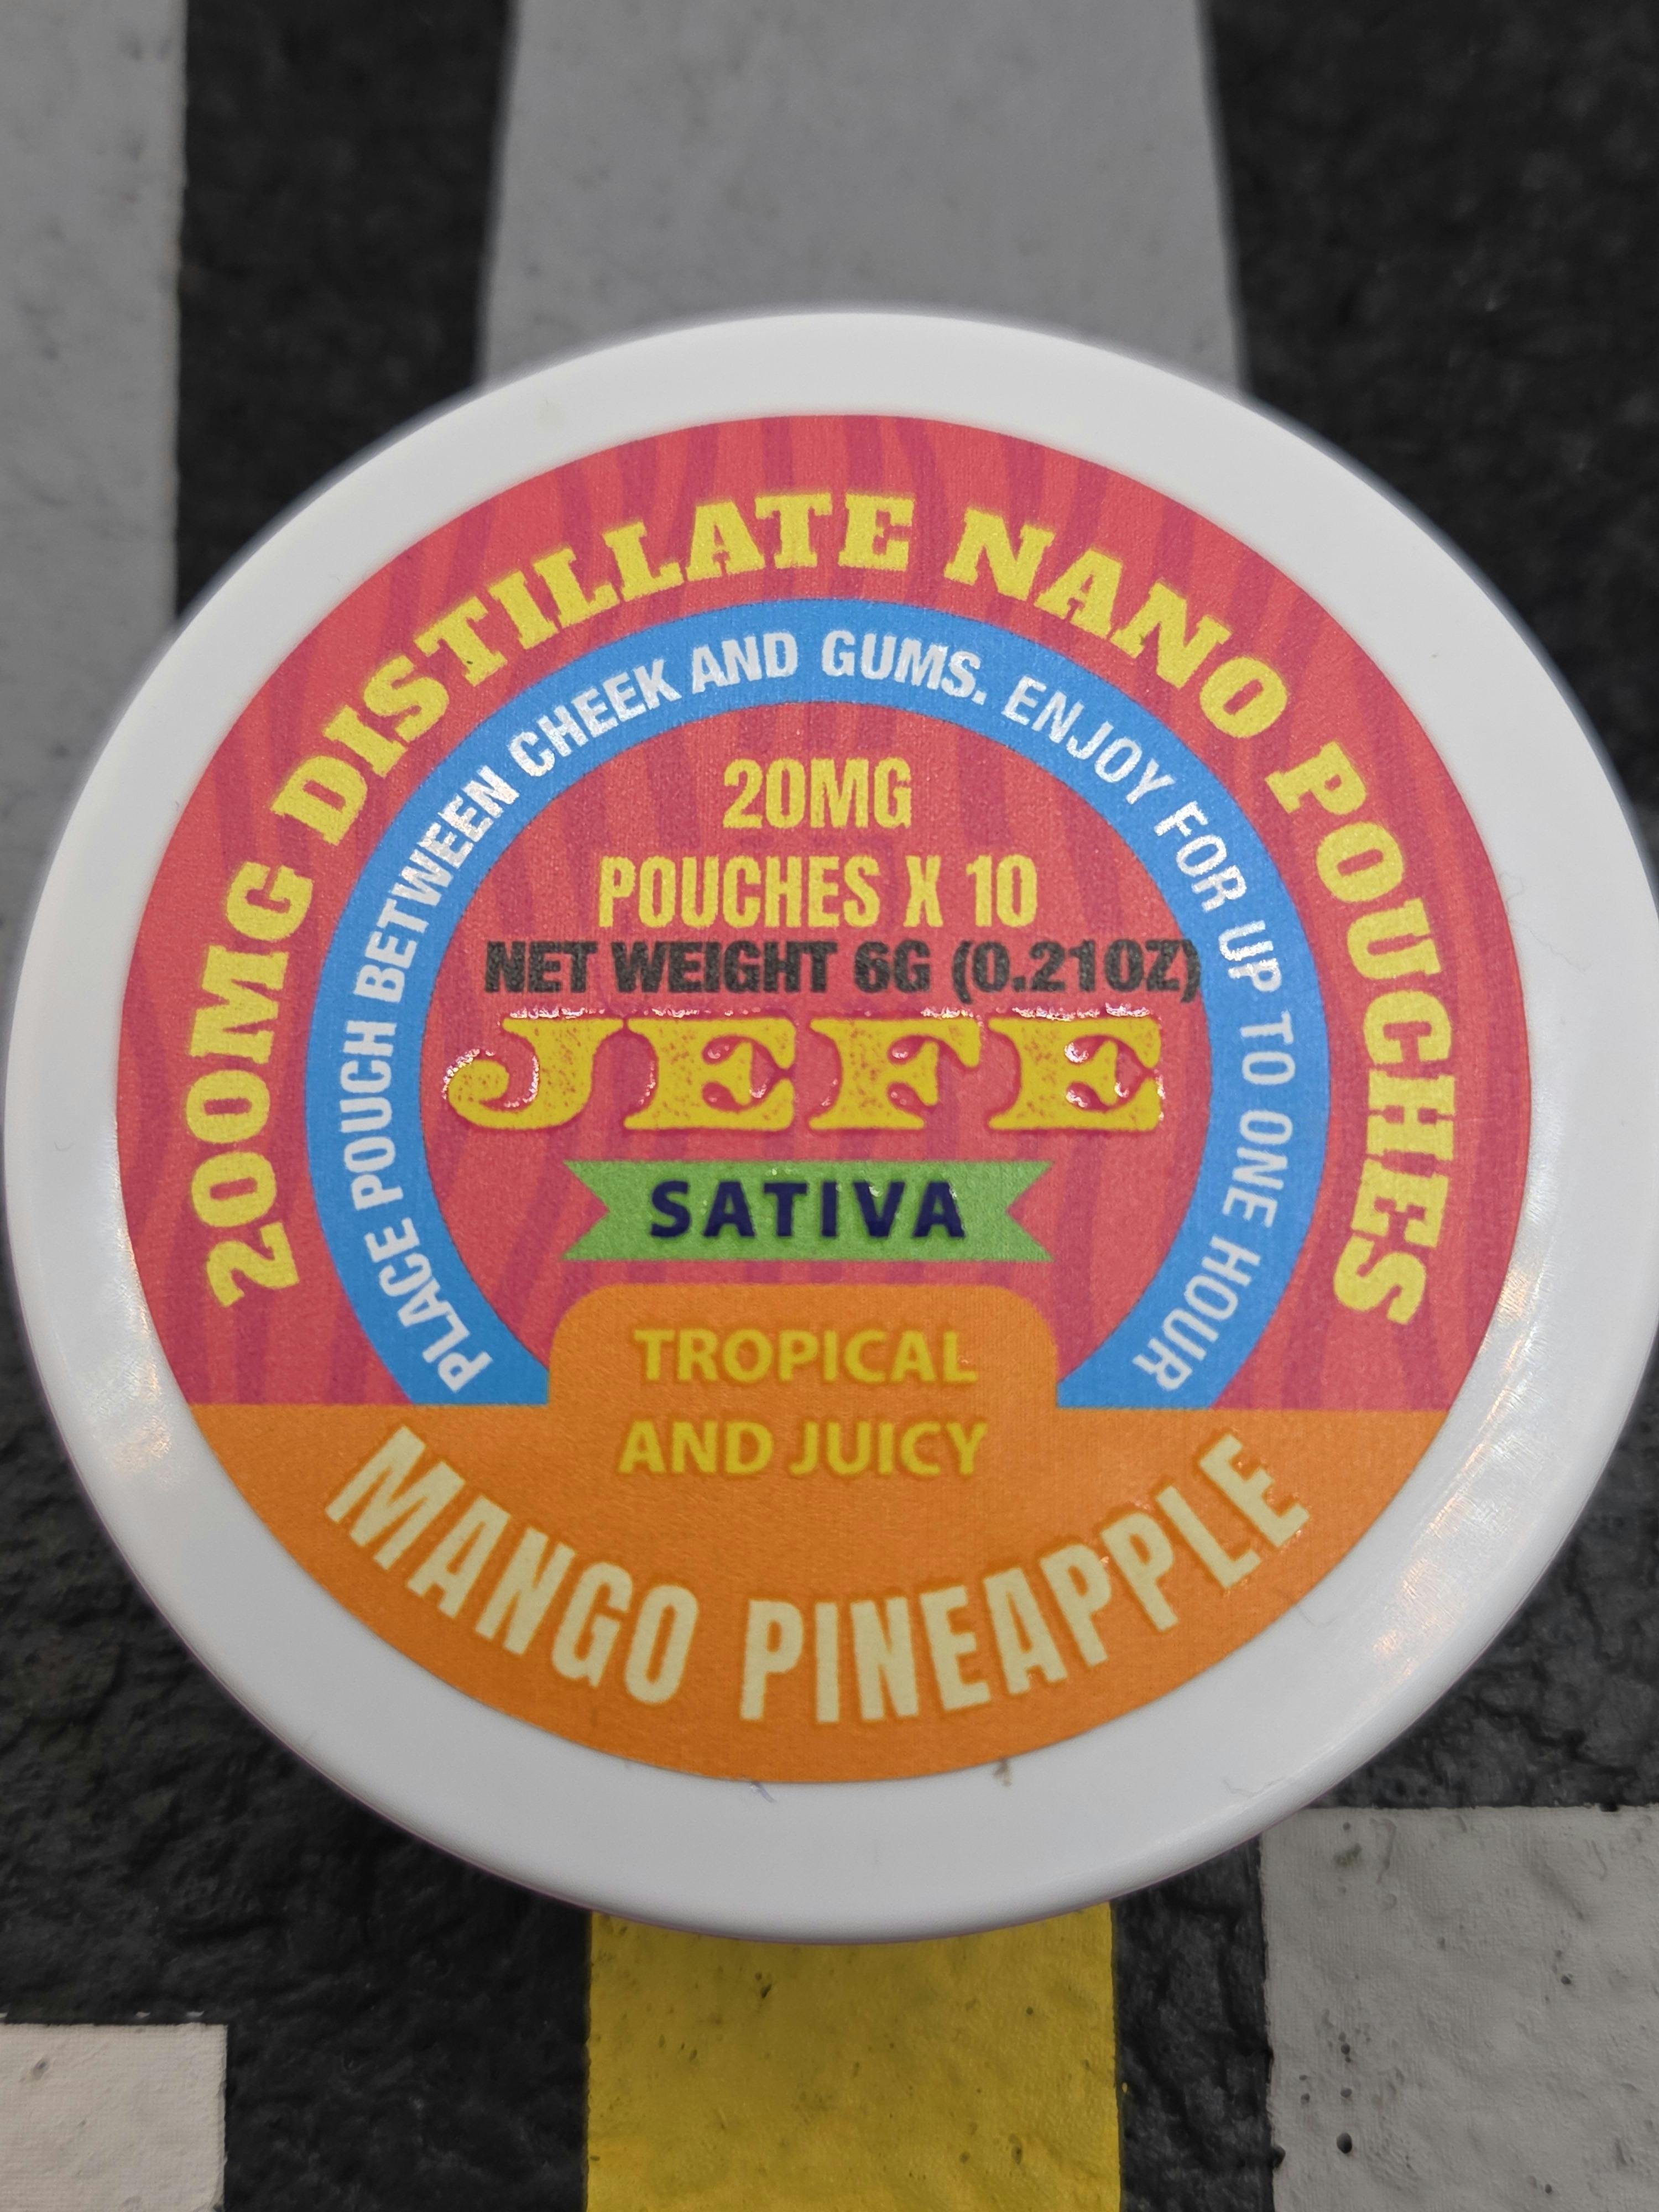 200MG DISTILLATE NANO POUCHES
PLACE POUCH BETWEEN CHEEK AND GUMS. ENJOY FOR UP TO ONE HOUR
20MG
POUCHES X 10
NET WEIGHT 6G (0.21OZ)
JEFE
SATIVA
TROPICAL
AND JUICY
MANGO PINEAPPLE